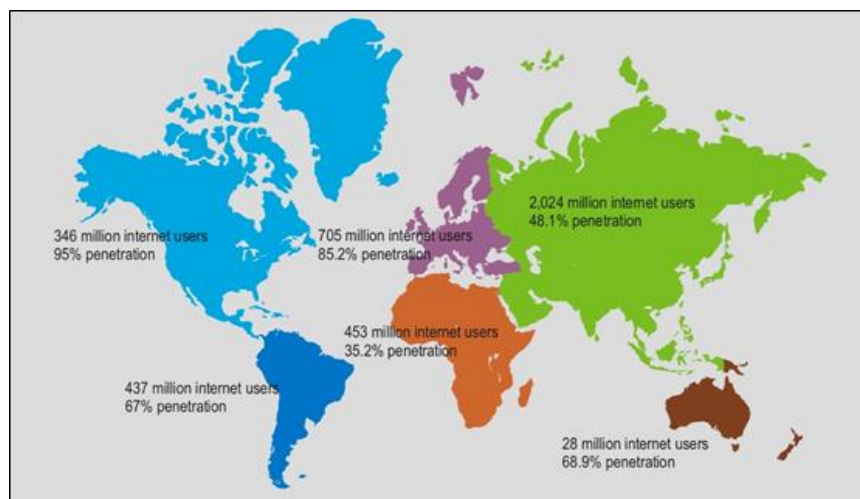 2,024 million internet users
48.1% penetration
346 million internet users
95% penetration
705 million internet users
85.2% penetration
453 million internet users
35.2% penetration
437 million internet users
67% penetration
28 million internet users
68.9% penetration